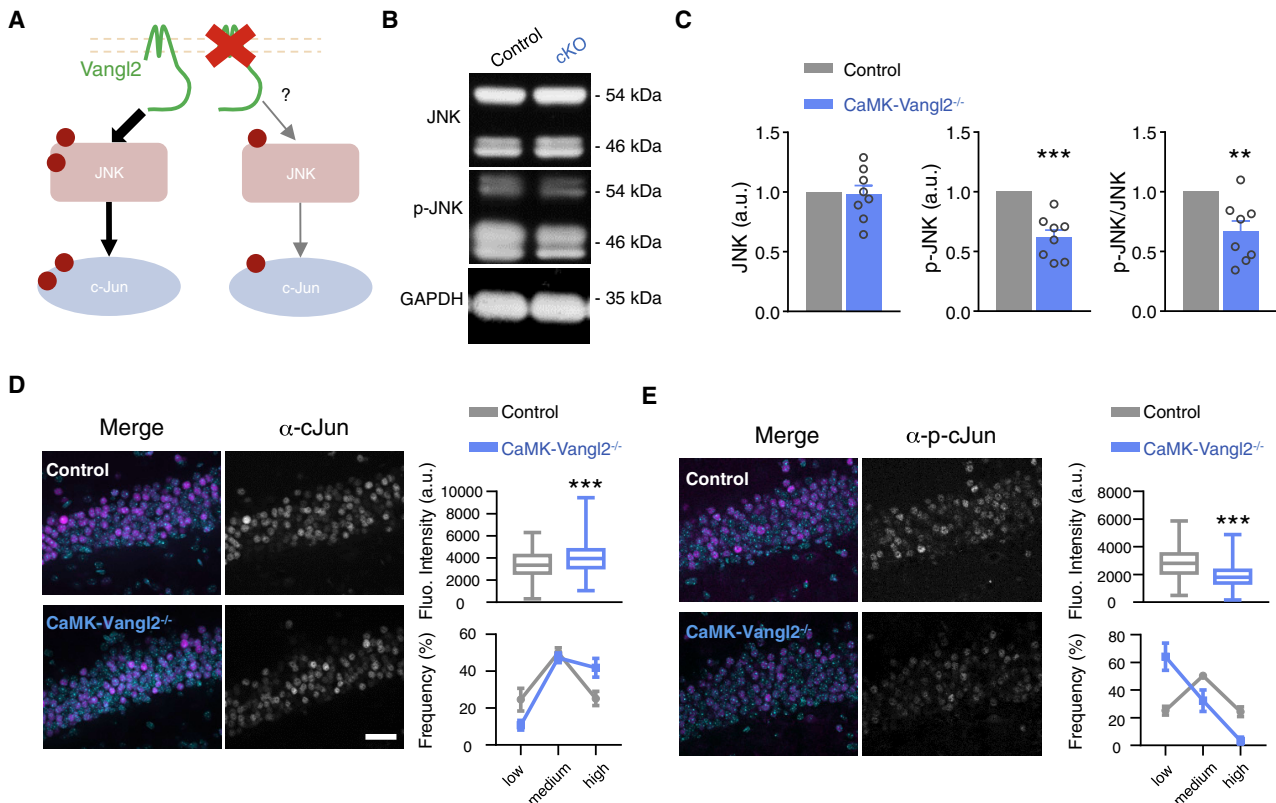 A
Vangl2
?
JNK
JNK
c-Jun
c-Jun
B
Control
cKO
JNK
- 54 kDa
- 46 kDa
p-JNK
- 54 kDa
- 46 kDa
GAPDH
- 35 kDa
C
Control
CaMK-Vangl2-/-
JNK (a.u.)
1.5
1.0
0.5
0.0
p-JNK (a.u.)
1.5
1.0
0.5
0.0
***
p-JNK/JNK
1.5
1.0
0.5
0.0
**
D
Merge
α-cJun
Control
CaMK-Vangl2-/-
Control
CaMK-Vangl2-/-
Fluo. Intensity (a.u.)
10000
8000
6000
4000
2000
0
***
Frequency (%)
60
40
20
0
low
medium
high
E
Merge
α-p-cJun
Control
CaMK-Vangl2-/-
Control
CaMK-Vangl2-/-
Fluo. Intensity (a.u.)
8000
6000
4000
2000
0
***
Frequency (%)
80
60
40
20
0
low
medium
high